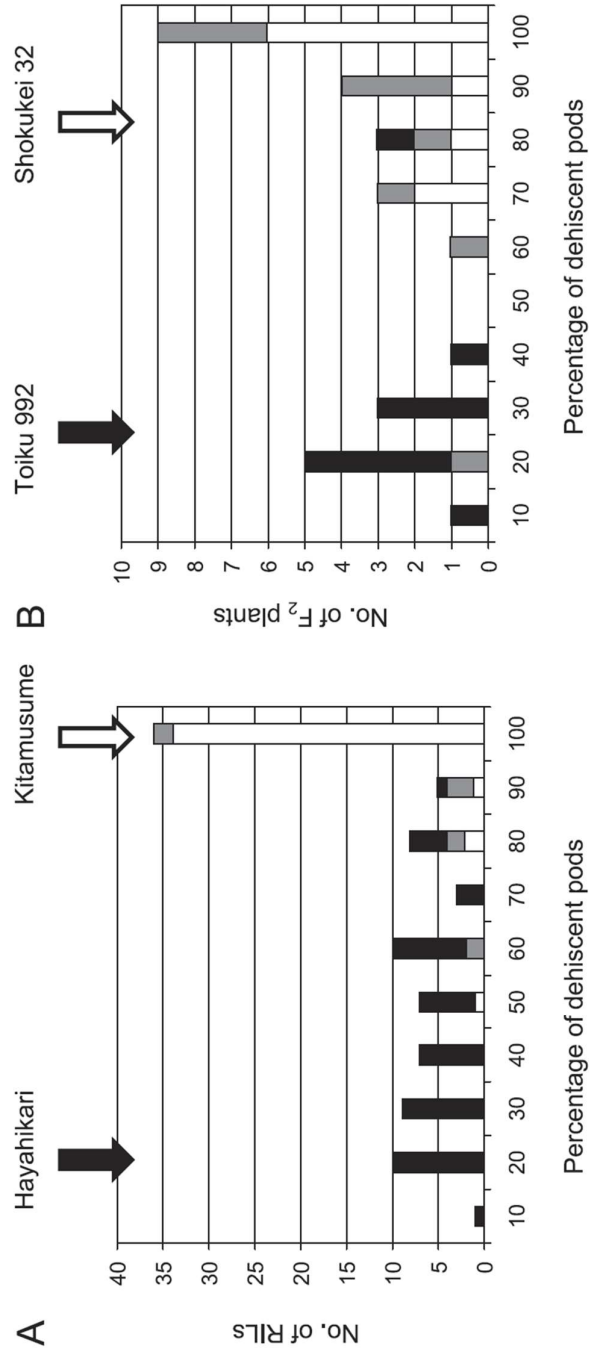 A
Hayahikari
Kitamusume
No. of RILs
40
35
30
25
20
15
10
5
0
10 20 30 40 50 60 70 80 90 100
Percentage of dehiscent pods
B
Toiku 992
Shokukei 32
No. of F2 plants
10
9
8
7
6
5
4
3
2
1
0
10 20 30 40 50 60 70 80 90 100
Percentage of dehiscent pods